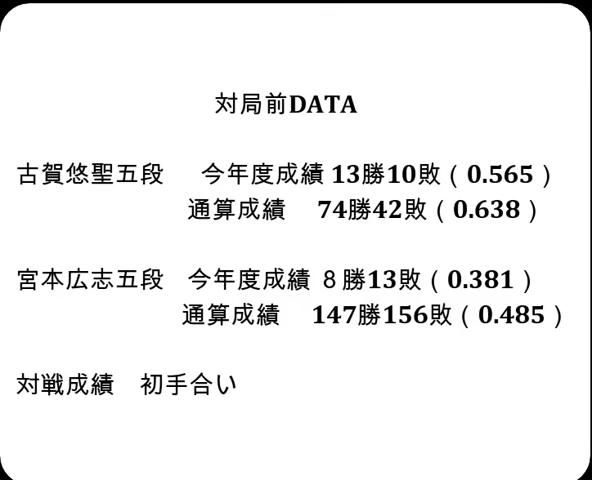 対局前DATA
古賀悠聖五段　今年度成績 13勝10敗（0.565）
通算成績　74勝42敗（0.638）
宮本広志五段　今年度成績 ８勝13敗（0.381）
通算成績　147勝156敗（0.485）
対戦成績　初手合い